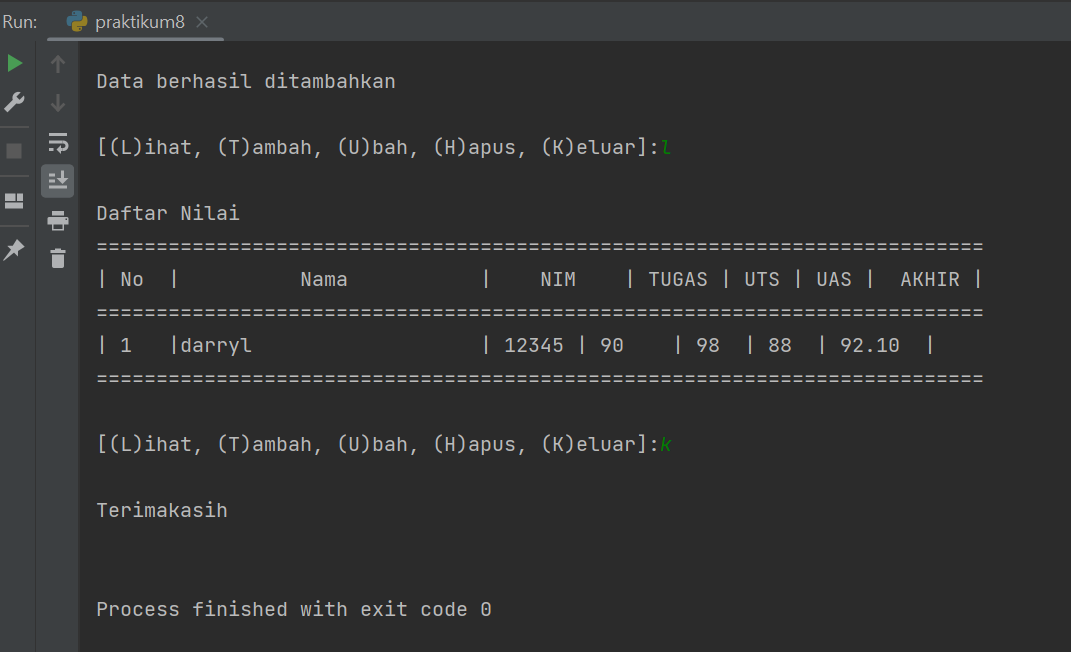 Run: praktikum8
Data berhasil ditambahkan
[(L)ihat, (T)ambah, (U)bah, (H)apus, (K)eluar]:l
Daftar Nilai
==========================================================================
| No  |          Nama           |    NIM    | TUGAS | UTS | UAS |  AKHIR |
==========================================================================
| 1   |darryl                   | 12345 | 90    | 98  | 88  | 92.10  |
==========================================================================
[(L)ihat, (T)ambah, (U)bah, (H)apus, (K)eluar]:k
Terimakasih
Process finished with exit code 0